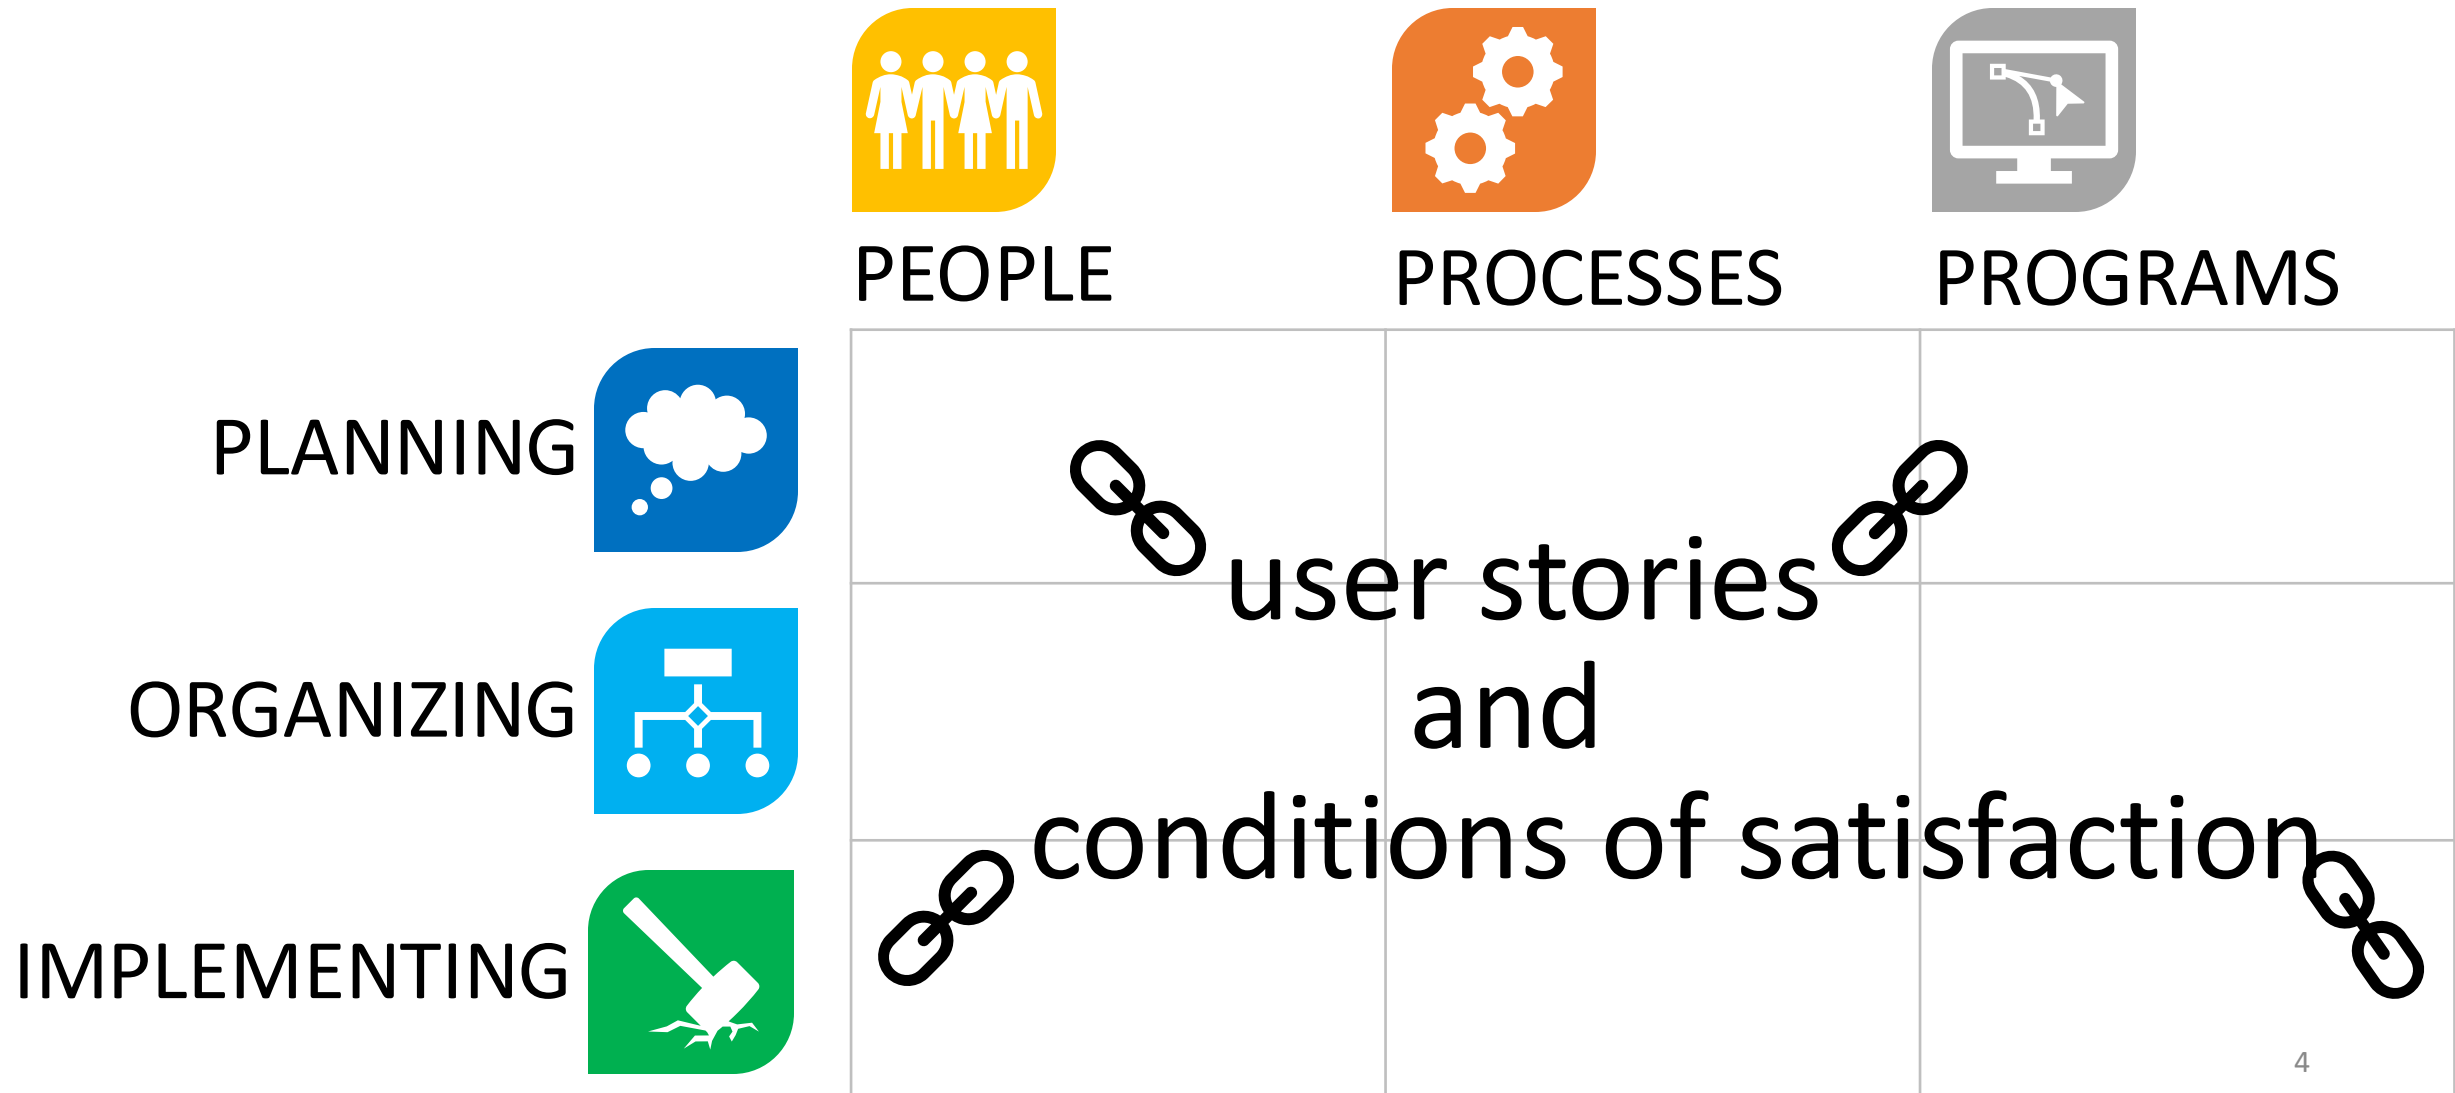 PEOPLE
PROCESSES
PROGRAMS
PLANNING
ORGANIZING
IMPLEMENTING
user stories
and
conditions of satisfaction
4